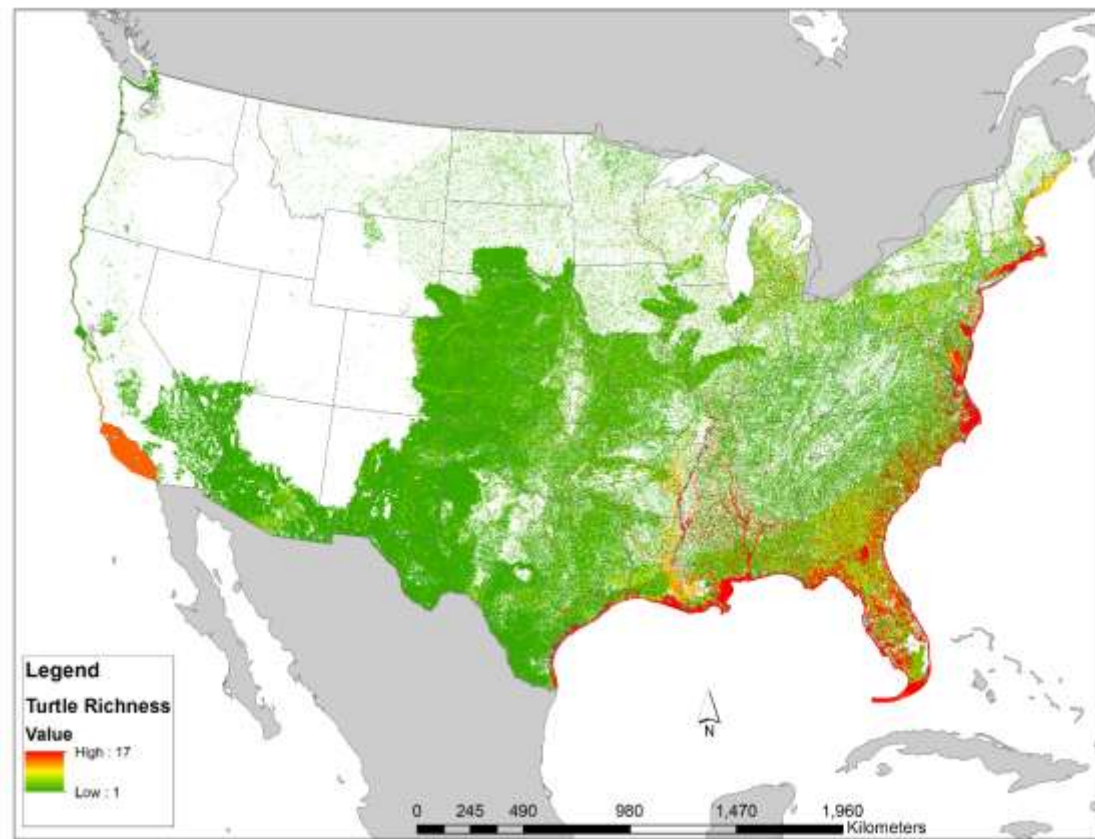 Legend
Turtle Richness
Value
High : 17
Low : 1
N
0 245 490 980 1,470 1,960
Kilometers